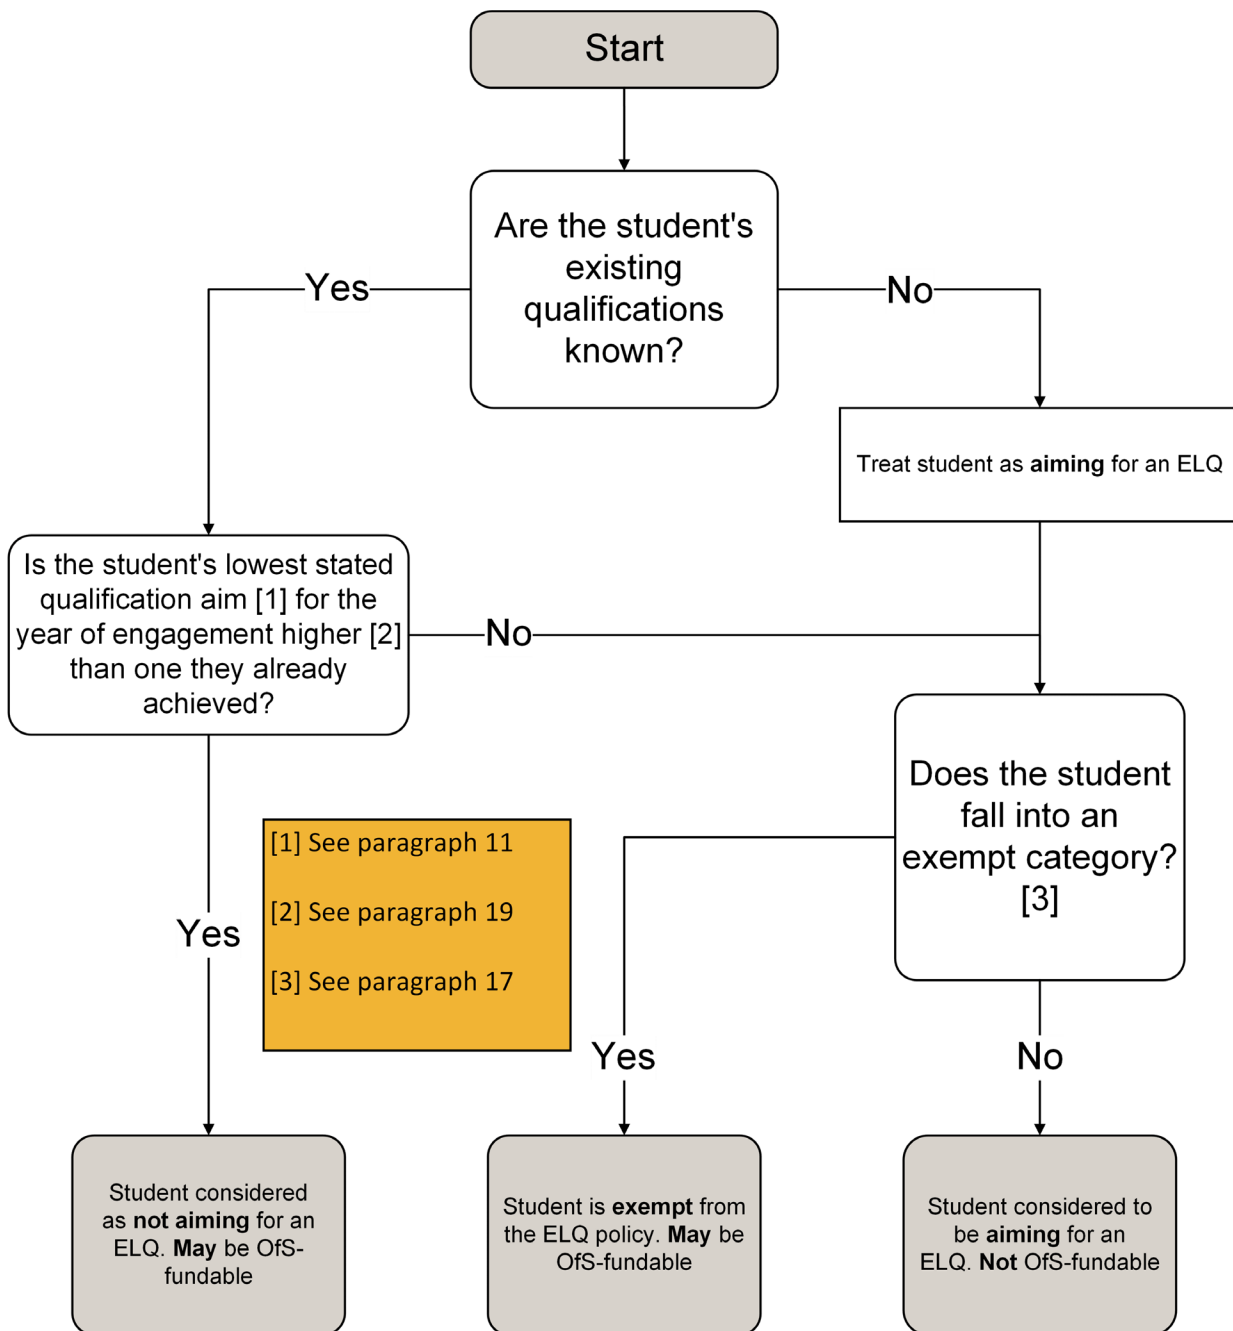 Start
Are the student's
existing
qualifications
known?
Yes
No
Treat student as aiming for an ELQ
Is the student's lowest stated
qualification aim [1] for the
year of engagement higher [2]
than one they already
achieved?
No
Does the student
fall into an
exempt category?
[3]
[1] See paragraph 11
[2] See paragraph 19
[3] See paragraph 17
Yes
Yes
No
Student considered
as not aiming for an
ELQ. May be OfS-
fundable
Student is exempt from
the ELQ policy. May be
OfS-fundable
Student considered to
be aiming for an
ELQ. Not OfS-fundable